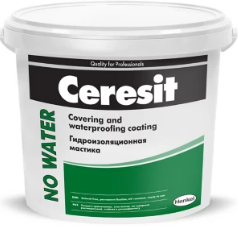 Quality for Professionals
Ceresit
NO WATER
Covering and
waterproofing coating
Гидроизоляционная
мастика
Henkel